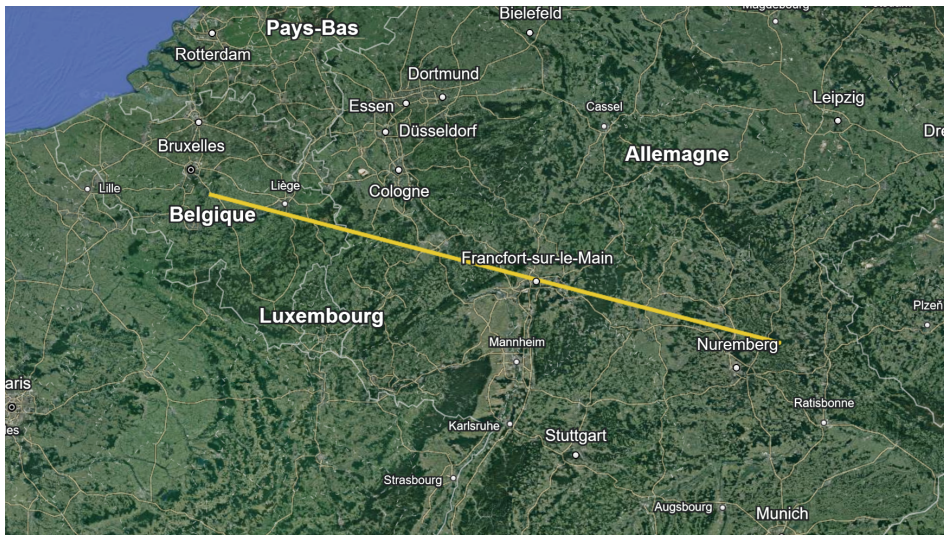 Magdebourg
Bielefeld
Pays-Bas
Rotterdam
Dortmund
Essen
Leipzig
Cassel
Düsseldorf
Bruxelles
Allemagne
Liège
Lille
Cologne
Belgique
Francfort-sur-le-Main
Plzeň
Luxembourg
Mannheim
Nuremberg
aris
Ratisbonne
Karlsruhe
Stuttgart
Strasbourg
Augsbourg
Munich